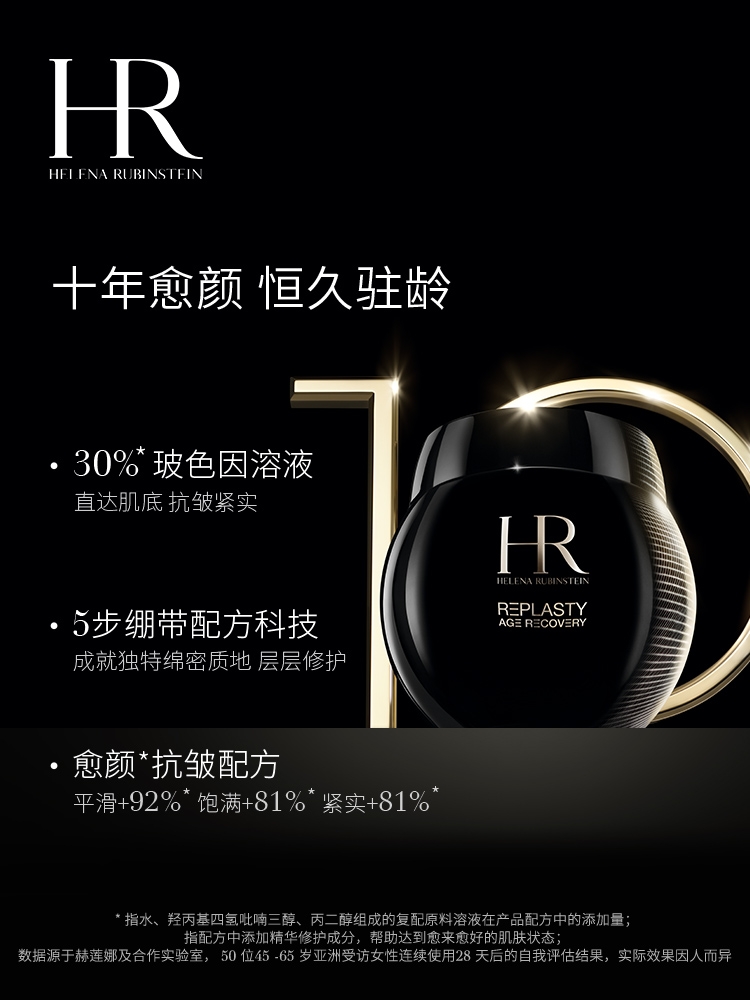 HR
HELENA RUBINSTEIN
十年愈颜 恒久驻龄
10
• 30%* 玻色因溶液
直达肌底 抗皱紧实
HR
HELENA RUBINSTEIN
REPLASTY
AGE RECOVERY
• 5步绷带配方科技
成就独特绵密质地 层层修护
• 愈颜*抗皱配方
平滑+92%* 饱满+81%* 紧实+81%*
* 指水、羟丙基四氢吡喃三醇、丙二醇组成的复配原料溶液在产品配方中的添加量；
指配方中添加精华修护成分，帮助达到愈来愈好的肌肤状态；
数据源于赫莲娜及合作实验室， 50 位45 -65 岁亚洲受访女性连续使用28 天后的自我评估结果，实际效果因人而异